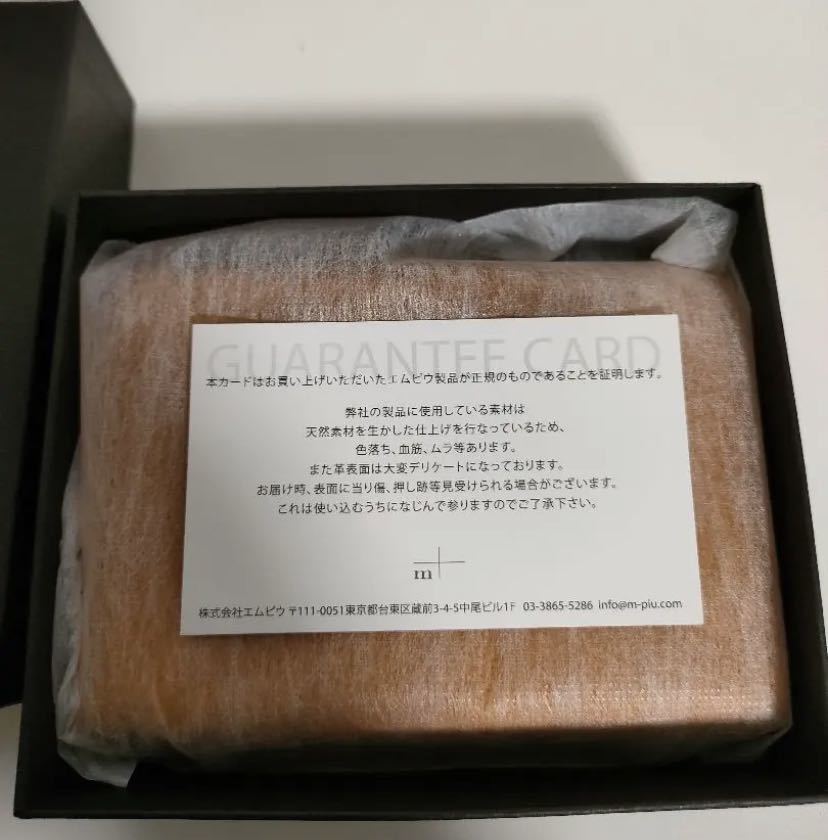 GUARANTEE CARD
本カードはお買い上げいただいたエムピウ製品が正規のものであることを証明します。
弊社の製品に使用している素材は
天然素材を生かした仕上げを行なっているため、
色落ち、血筋、ムラ等あります。
また革表面は大変デリケートになっております。
お届け時、表面に当り傷、押し跡等見受けられる場合がございます。
これは使い込むうちになじんで参りますのでご了承下さい。
m+
株式会社エムピウ 〒111-0051東京都台東区蔵前3-4-5中尾ビル1F 03-3865-5286 info@m-piu.com